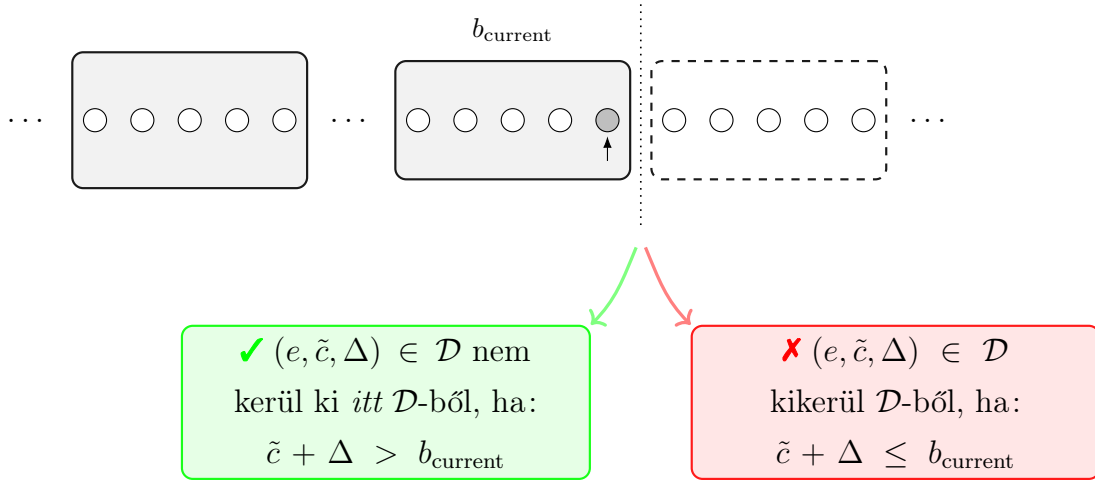 b_current
... ... ...
✓ (e, c̃, Δ) ∈ 𝒟 nem
kerül ki itt 𝒟-ből, ha:
c̃ + Δ > b_current
✗ (e, c̃, Δ) ∈ 𝒟
kikerül 𝒟-ből, ha:
c̃ + Δ ≤ b_current